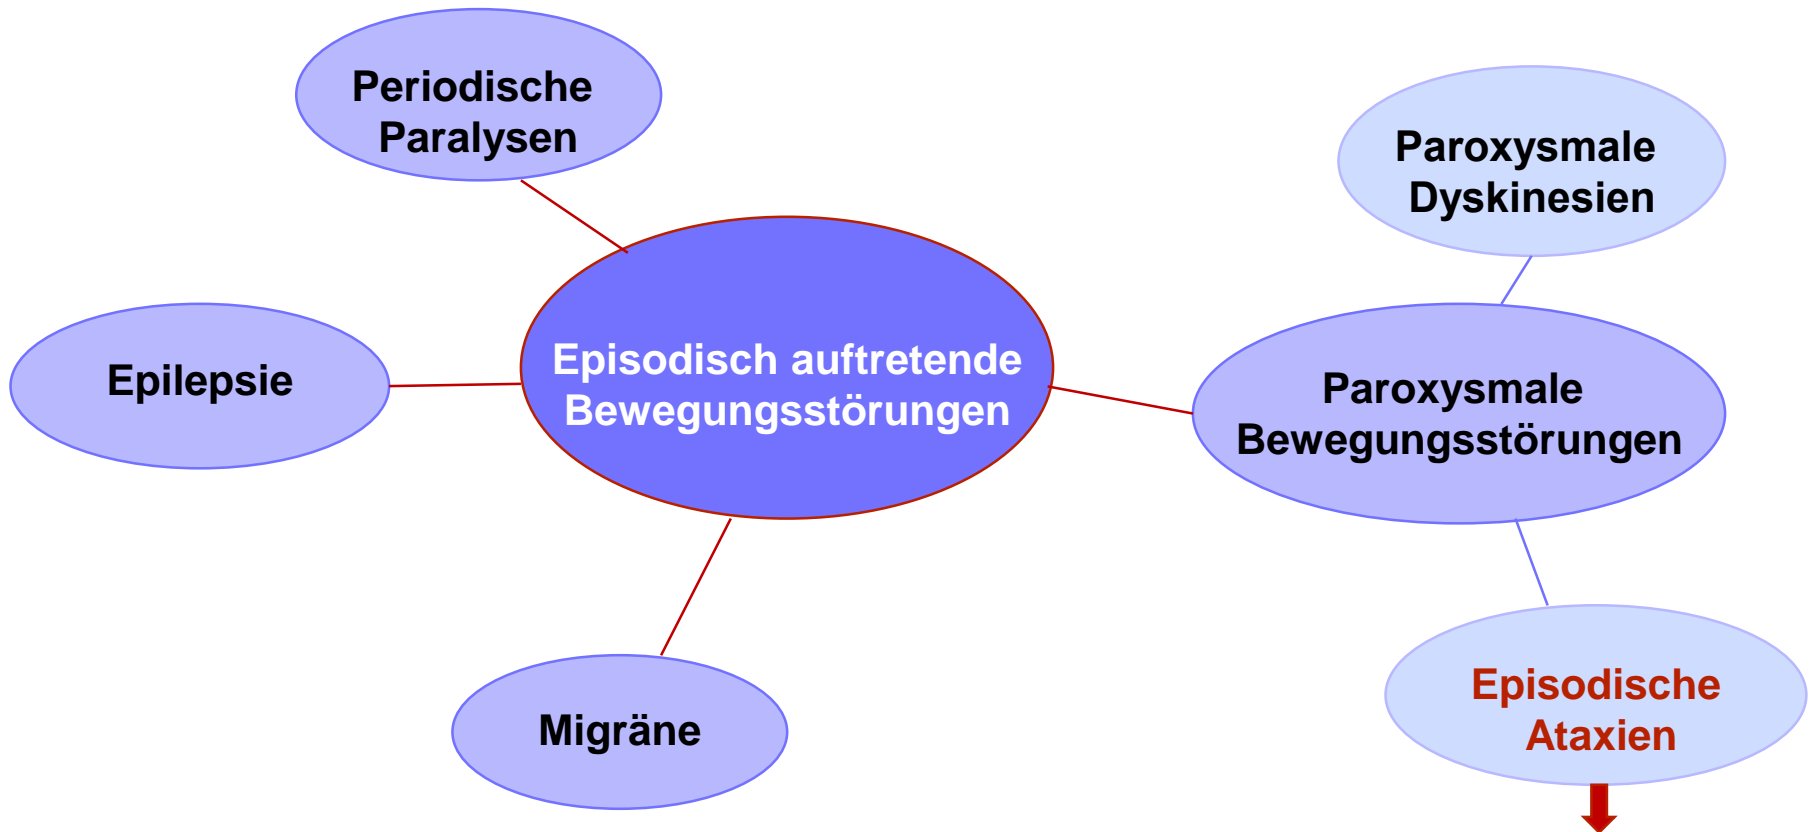 Periodische
Paralysen
Paroxysmale
Dyskinesien
Episodisch auftretende
Bewegungsstörungen
Epilepsie
Paroxysmale
Bewegungsstörungen
Migräne
Episodische
Ataxien